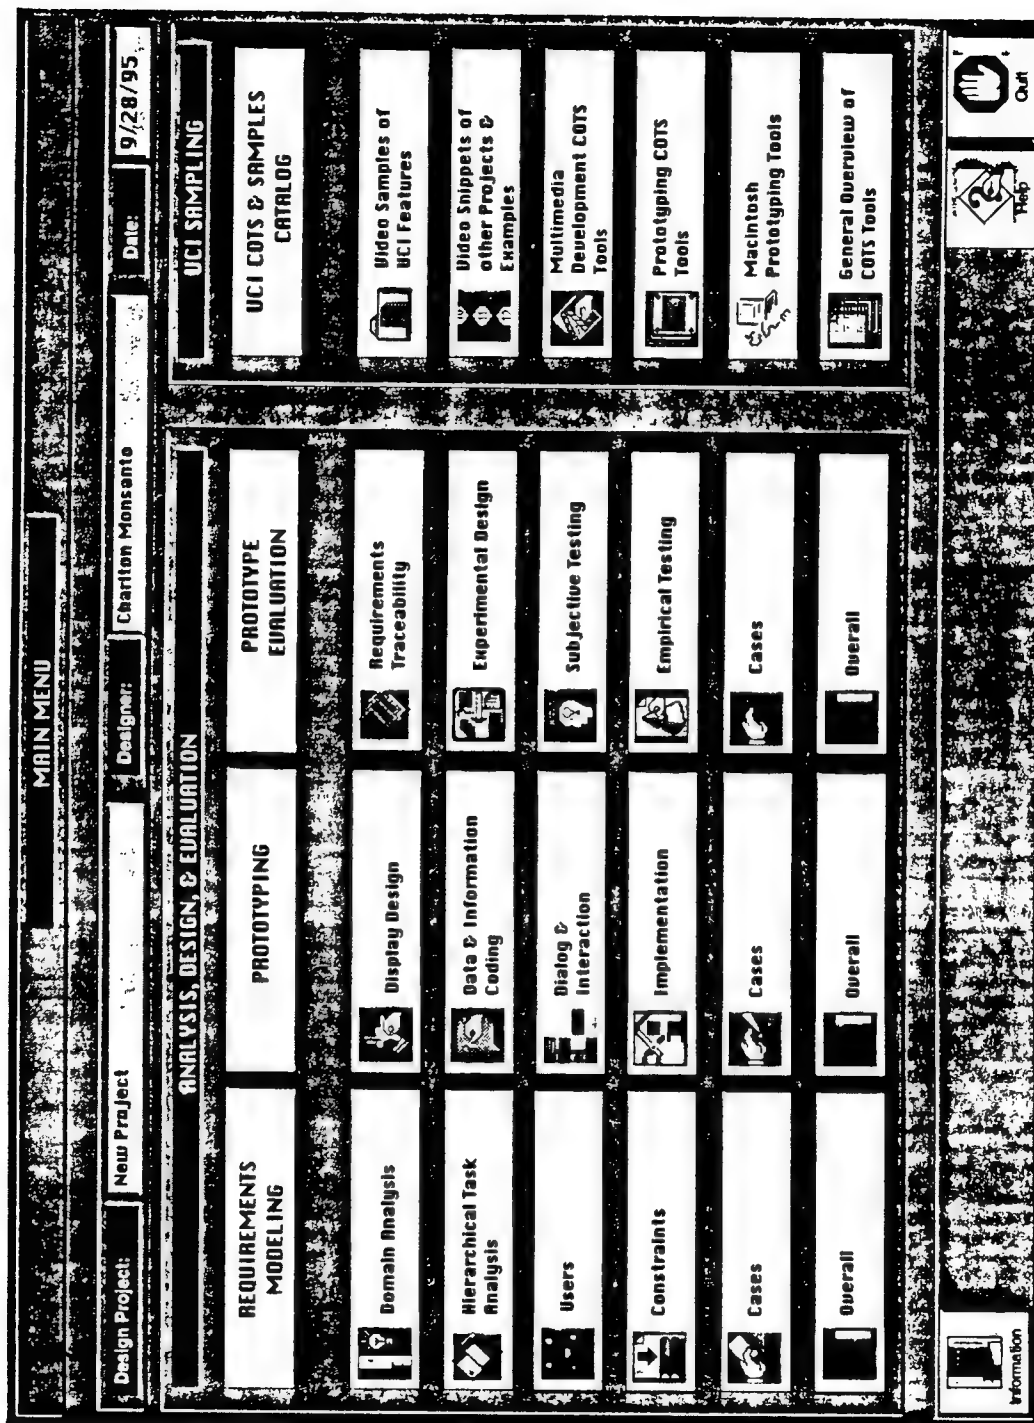 MAIN MENU
Design Project:
New Project
Designer:
Charlton Monsanto
Date:
9/28/95
ANALYSIS, DESIGN, & EVALUATION
UCI SAMPLING
REQUIREMENTS
MODELING
PROTOTYPING
PROTOTYPE
EVALUATION
UCI COTS & SAMPLES
CATALOG
Domain Analysis
Display Design
Requirements
Traceability
Video Samples of
UCI Features
Hierarchical Task
Analysis
Data & Information
Coding
Experimental Design
Video Snippets of
other Projects &
Examples
Users
Dialog &
Interaction
Subjective Testing
Multimedia
Development COTS
Tools
Constraints
Implementation
Empirical Testing
Prototyping COTS
Tools
Cases
Cases
Cases
Macintosh
Prototyping Tools
Overall
Overall
Overall
General Overview of
COTS Tools
Information
Help
Quit